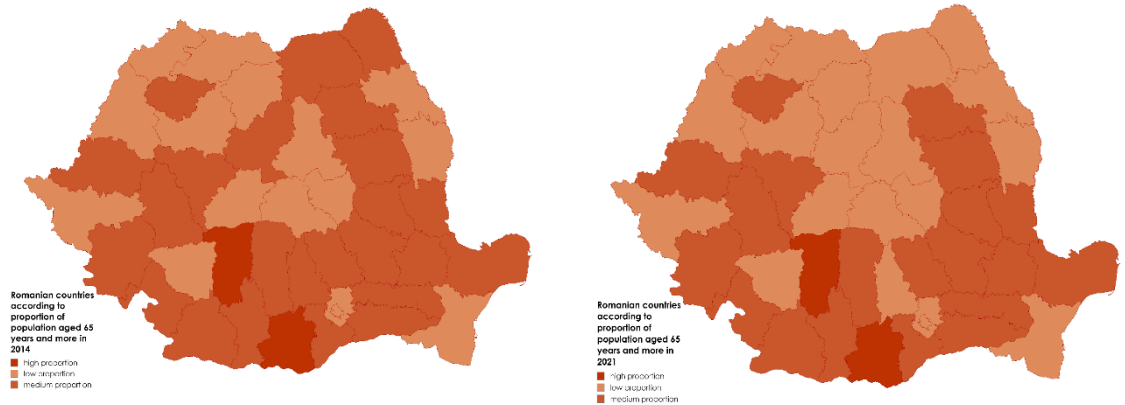 Romanian countries
according to
proportion of
population aged 65
years and more in
2014
high proportion
low proportion
medium proportion
Romanian countries
according to
proportion of
population aged 65
years and more in
2021
high proportion
low proportion
medium proportion